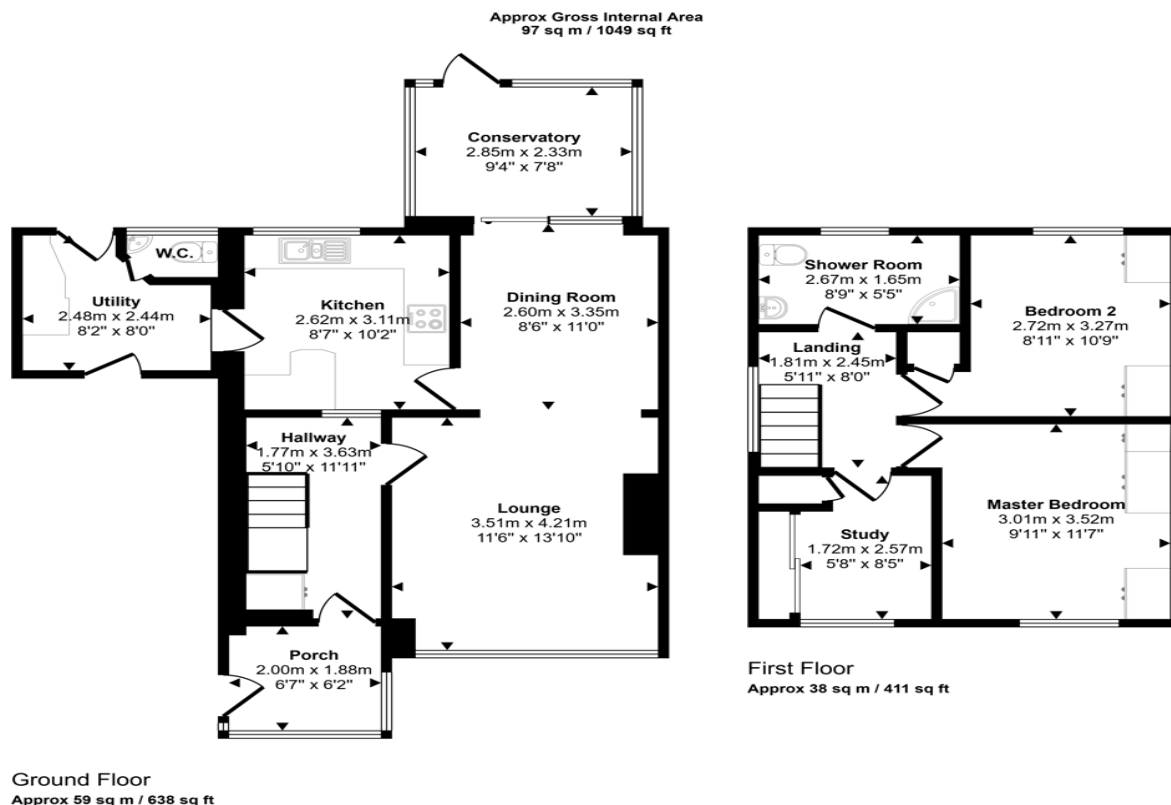 Approx Gross Internal Area
97 sq m / 1049 sq ft
Conservatory
2.85m x 2.33m
9'4" x 7'8"
W.C.
Utility
2.48m x 2.44m
8'2" x 8'0"
Kitchen
2.62m x 3.11m
8'7" x 10'2"
Dining Room
2.60m x 3.35m
8'6" x 11'0"
Hallway
1.77m x 3.63m
5'10" x 11'11"
Lounge
3.51m x 4.21m
11'6" x 13'10"
Porch
2.00m x 1.88m
6'7" x 6'2"
Ground Floor
Approx 59 sq m / 638 sq ft
Shower Room
2.67m x 1.65m
8'9" x 5'5"
Bedroom 2
2.72m x 3.27m
8'11" x 10'9"
Landing
1.81m x 2.45m
5'11" x 8'0"
Master Bedroom
3.01m x 3.52m
9'11" x 11'7"
Study
1.72m x 2.57m
5'8" x 8'5"
First Floor
Approx 38 sq m / 411 sq ft